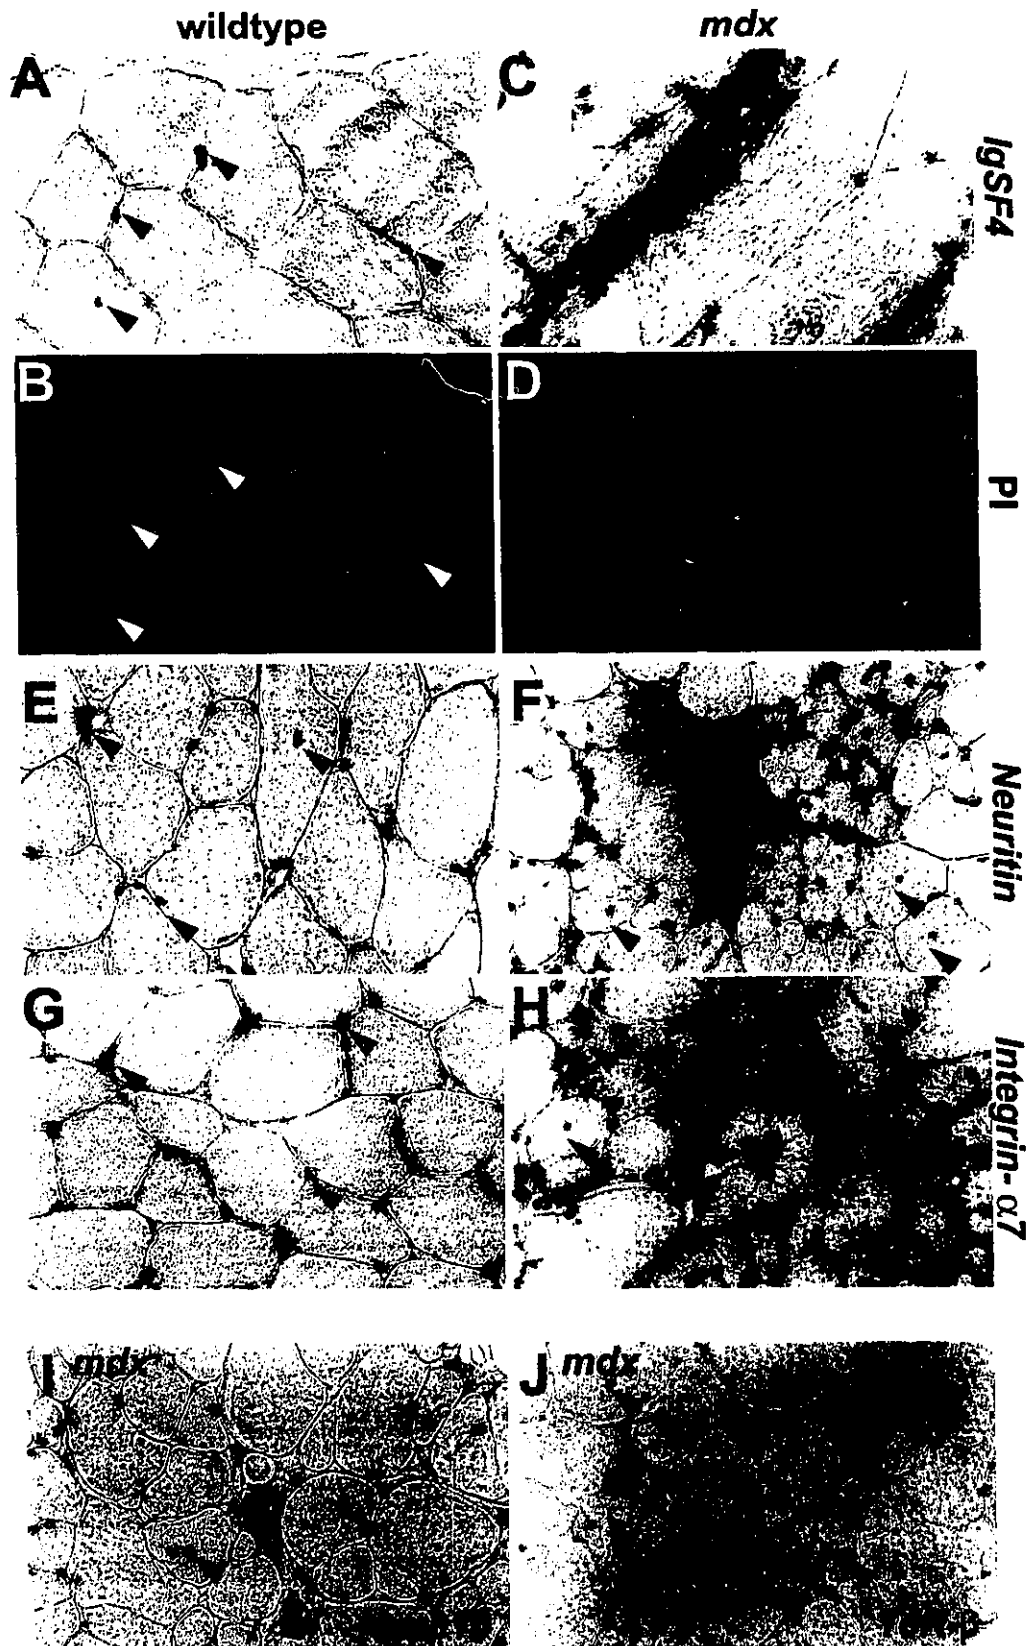 wildtype
mdx
A
C
IgSF4
B
D
PI
E
F
Neuritin
G
H
Integrin-α7
I mdx
J mdx